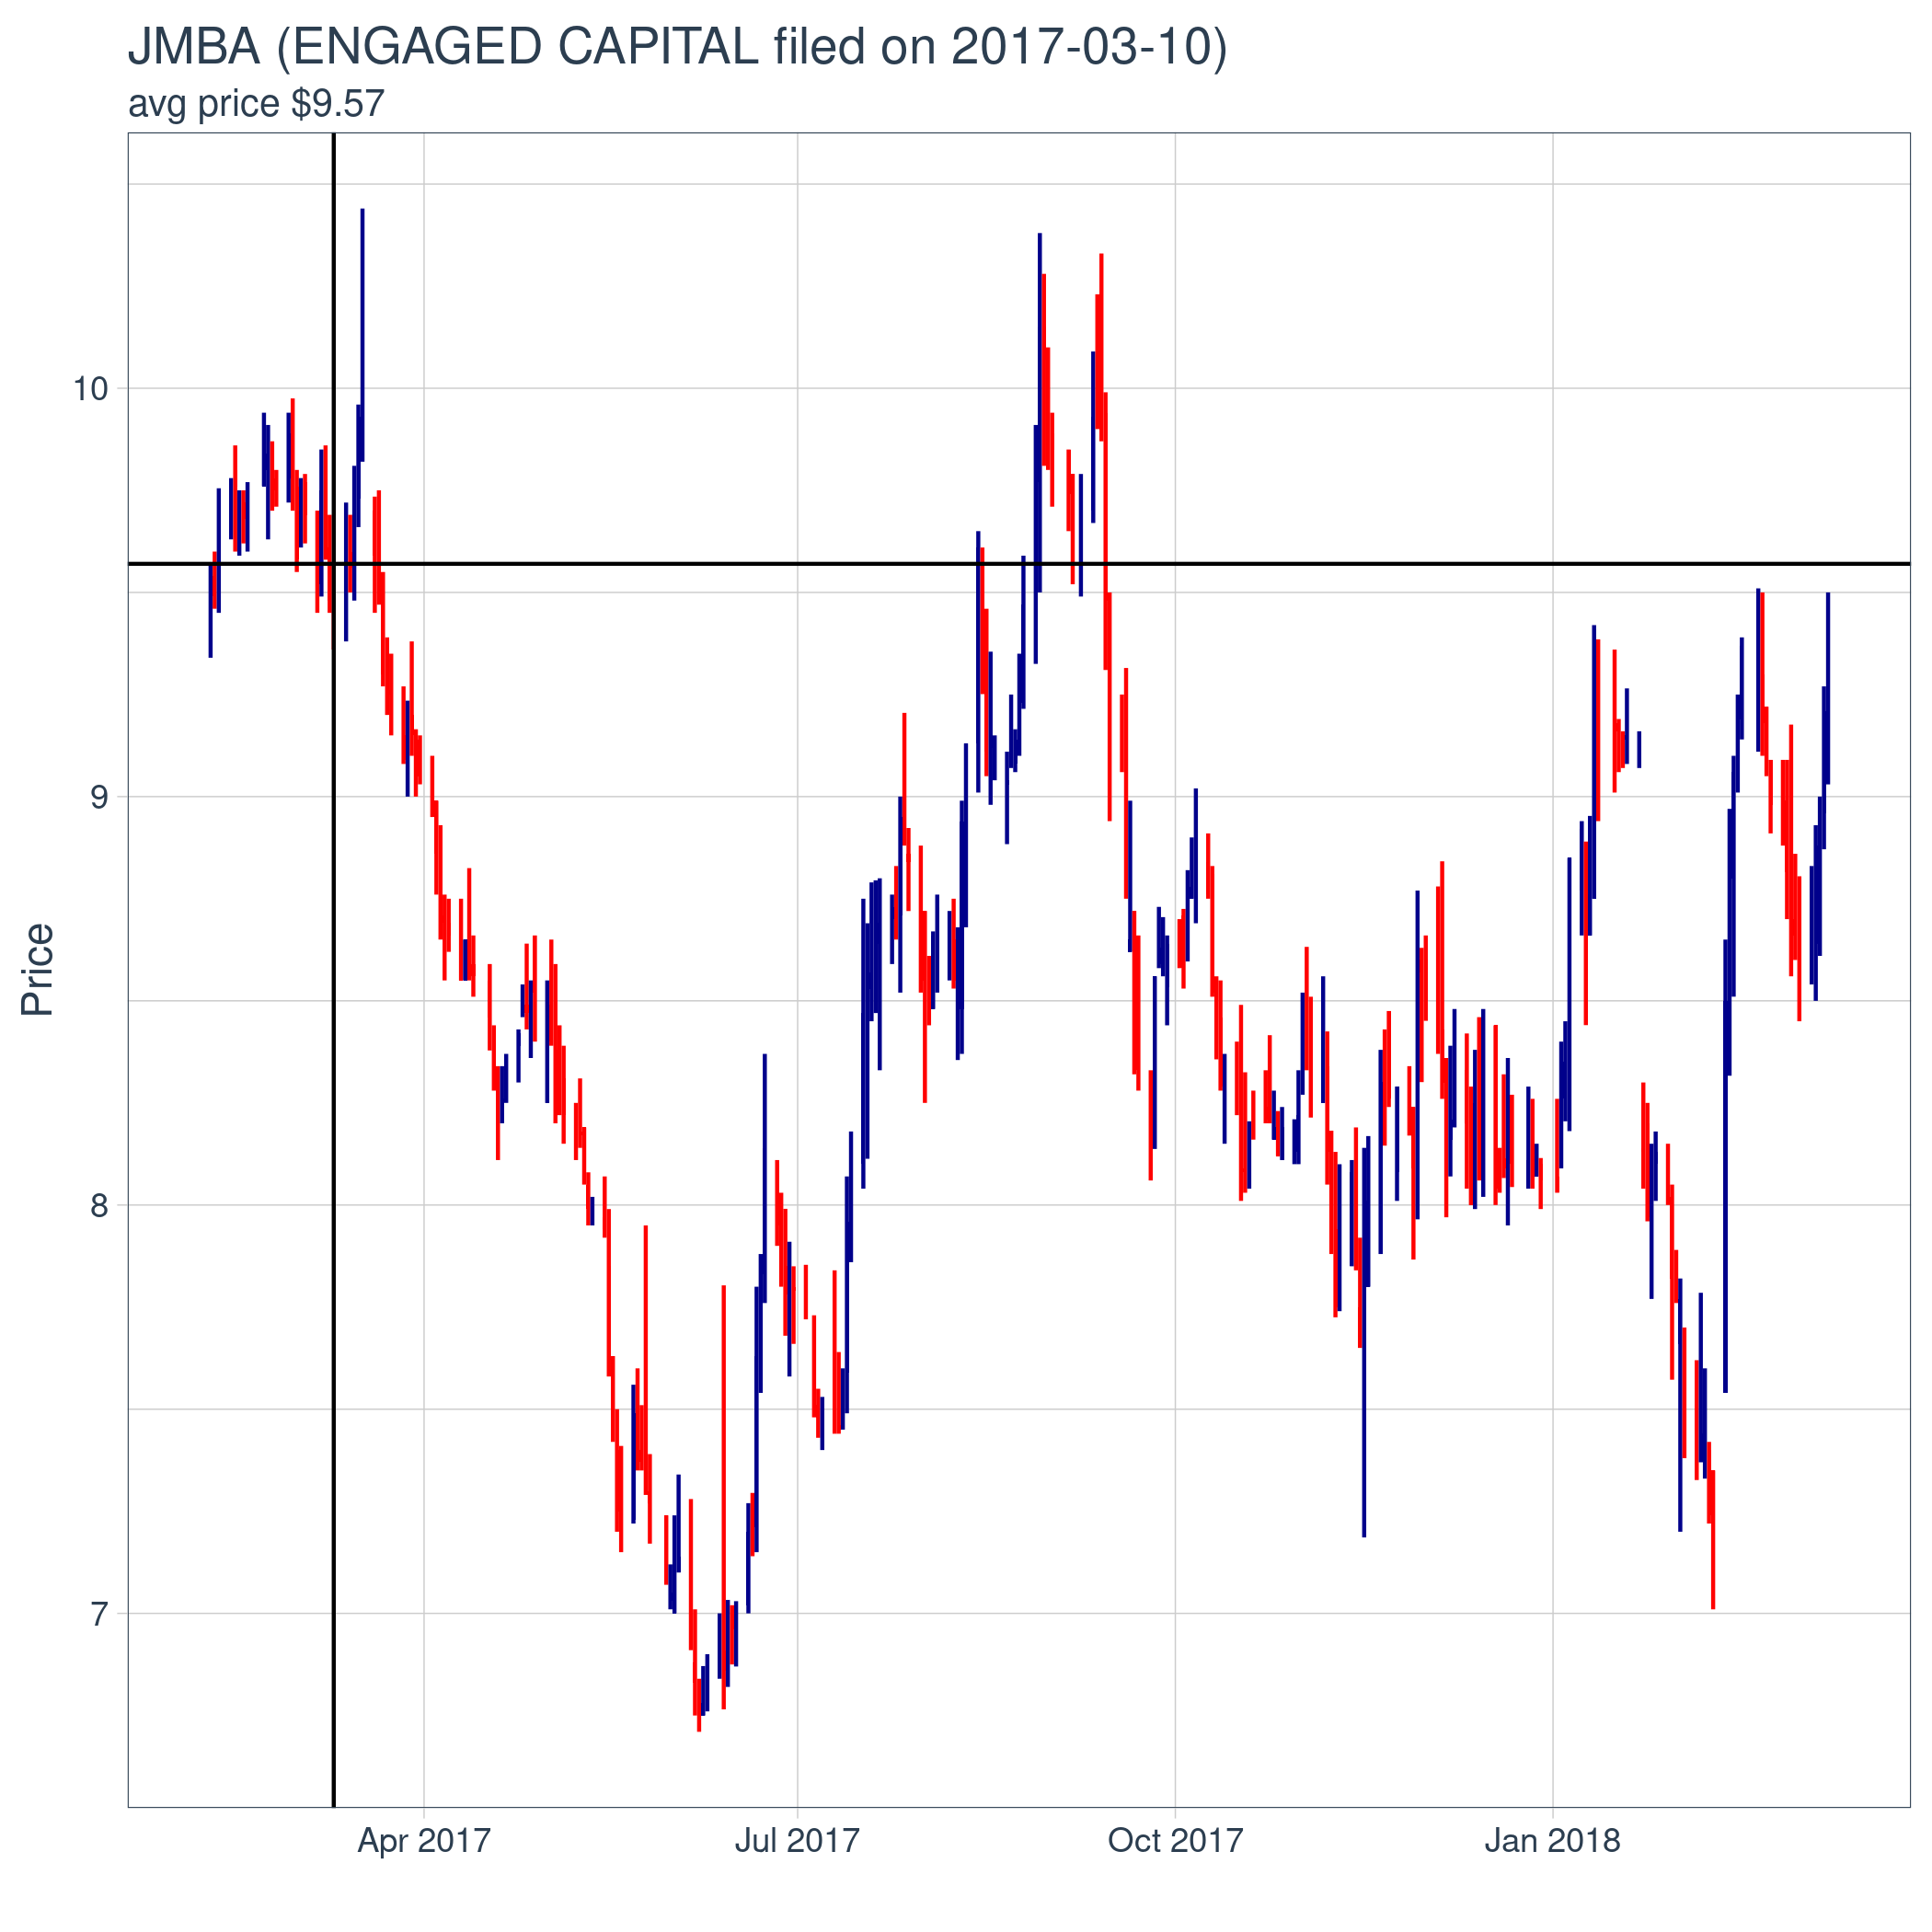 JMBA (ENGAGED CAPITAL filed on 2017-03-10)
avg price $9.57
10
9
8
7
Price
Apr 2017
Jul 2017
Oct 2017
Jan 2018